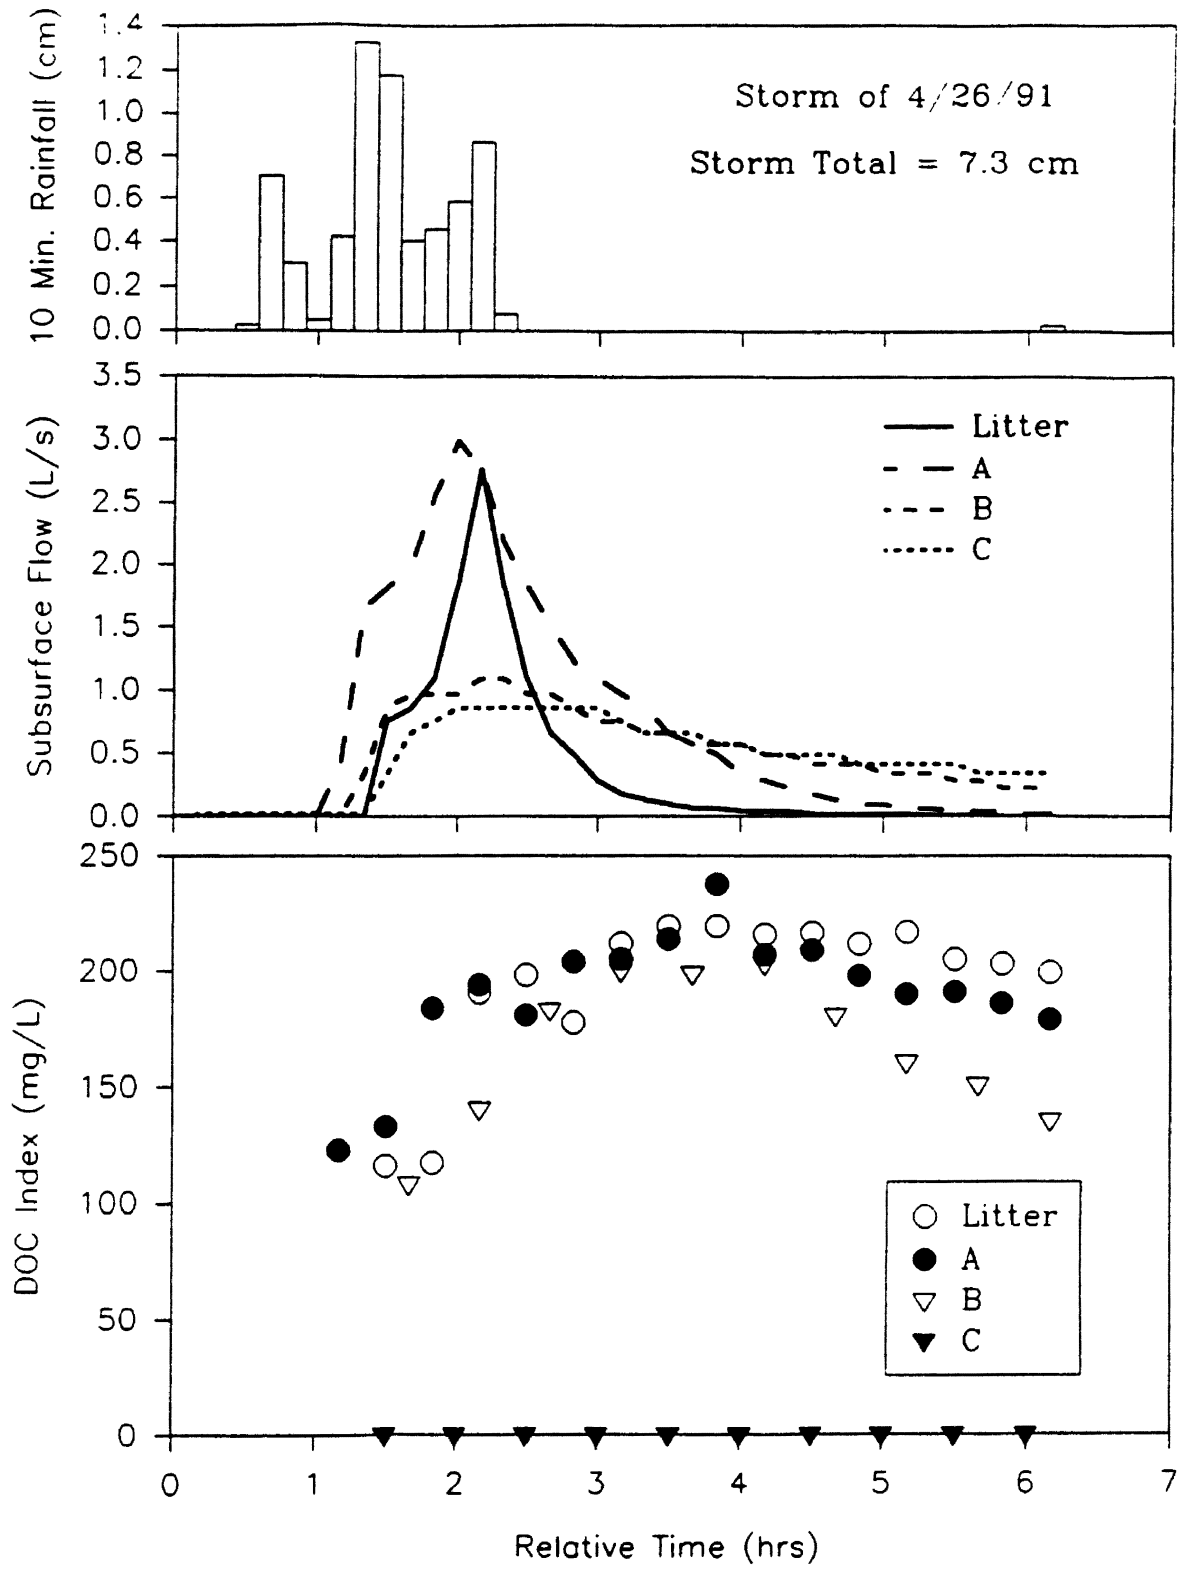 10 Min. Rainfall (cm)
1.4
1.2
1.0
0.8
0.6
0.4
0.2
0.0
Storm of 4/26/91
Storm Total = 7.3 cm
Subsurface Flow (L/s)
3.5
3.0
2.5
2.0
1.5
1.0
0.5
0.0
Litter
A
B
C
DOC Index (mg/L)
250
200
150
100
50
0
Litter
A
B
C
0 1 2 3 4 5 6 7
Relative Time (hrs)